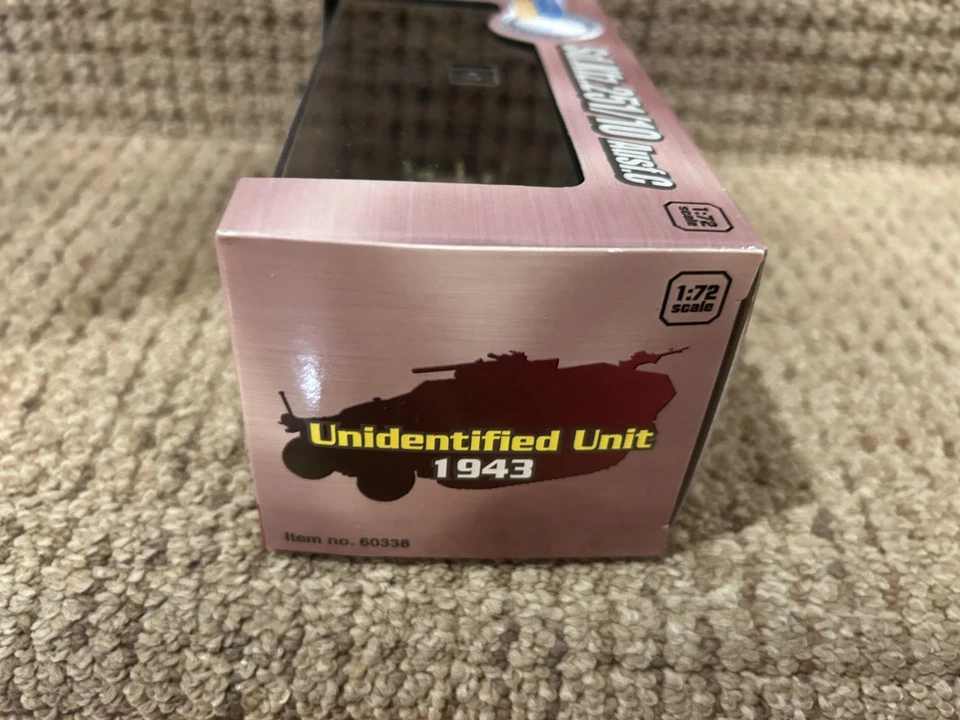 Sd.Kfz.251/10 Ausf.C
1:72
scale
1:72
scale
Unidentified Unit
1943
Item no. 60338